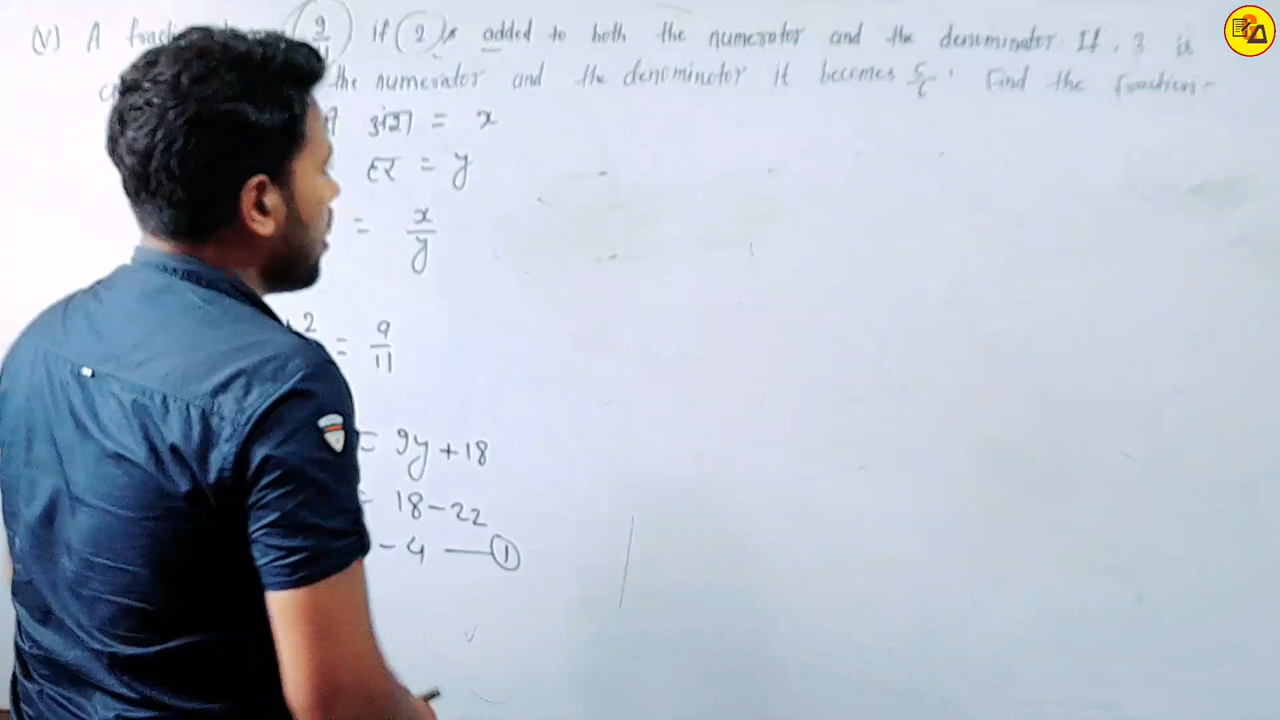 (V) A 9/11 if 2 is added to both the numerator and the denominator If, 3 is
the numerator and the denominator it becomes 5/6. Find the fraction-
अंश = x
हर = y
= x/y
+2 = 9/11
= 9y + 18
= 18 - 22
- 4 —①